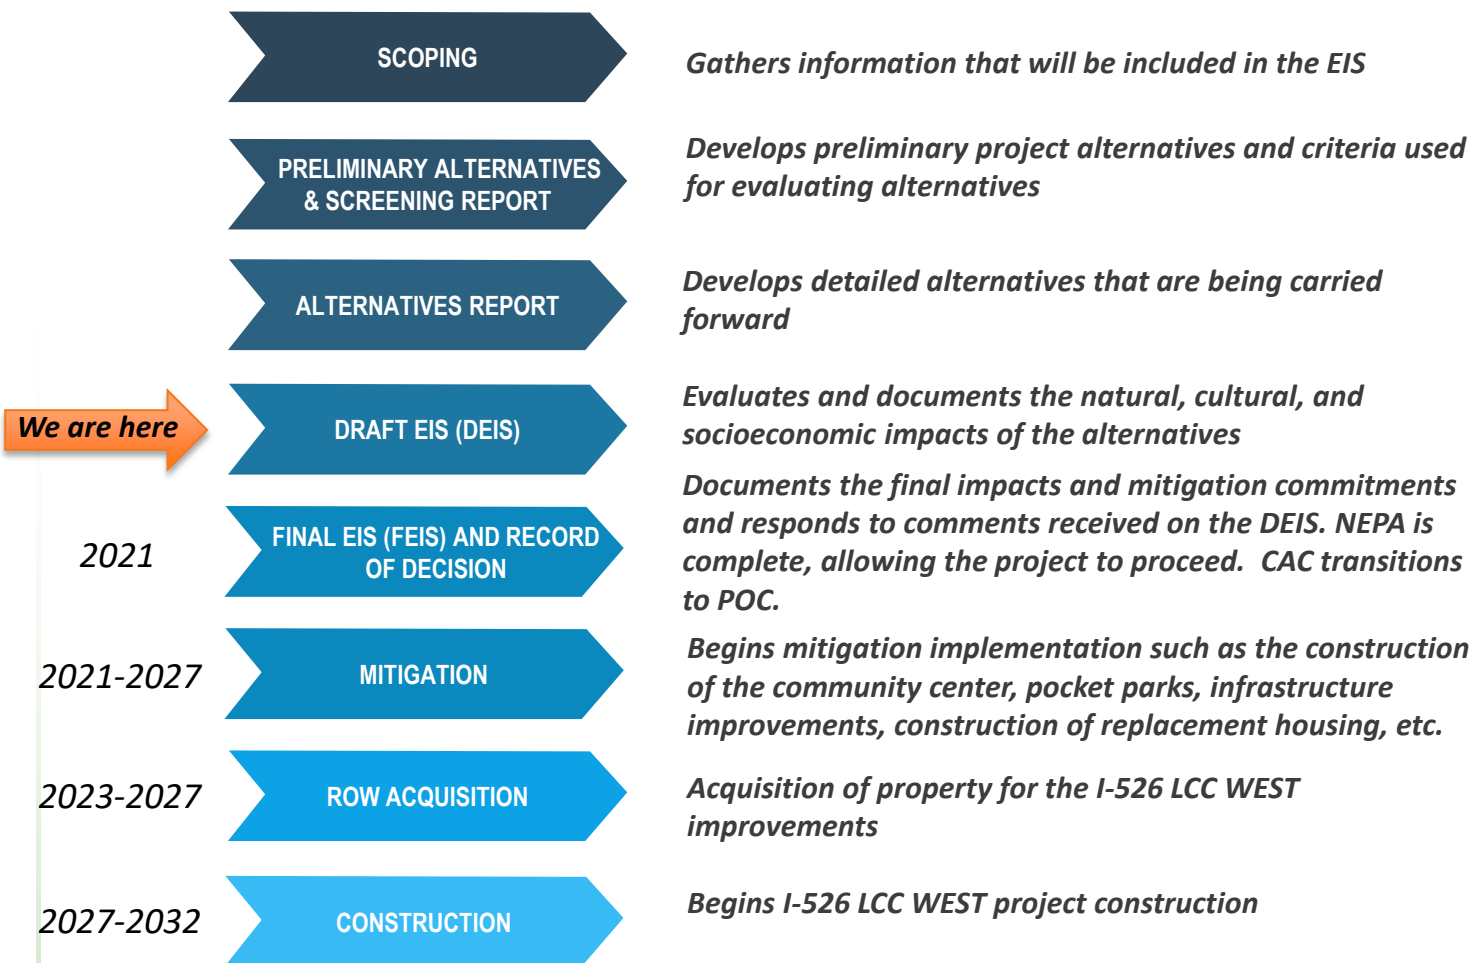 SCOPING
Gathers information that will be included in the EIS
PRELIMINARY ALTERNATIVES
& SCREENING REPORT
Develops preliminary project alternatives and criteria used
for evaluating alternatives
ALTERNATIVES REPORT
Develops detailed alternatives that are being carried
forward
We are here
DRAFT EIS (DEIS)
Evaluates and documents the natural, cultural, and
socioeconomic impacts of the alternatives
2021
FINAL EIS (FEIS) AND RECORD
OF DECISION
Documents the final impacts and mitigation commitments
and responds to comments received on the DEIS. NEPA is
complete, allowing the project to proceed.  CAC transitions
to POC.
2021-2027
MITIGATION
Begins mitigation implementation such as the construction
of the community center, pocket parks, infrastructure
improvements, construction of replacement housing, etc.
2023-2027
ROW ACQUISITION
Acquisition of property for the I-526 LCC WEST
improvements
2027-2032
CONSTRUCTION
Begins I-526 LCC WEST project construction